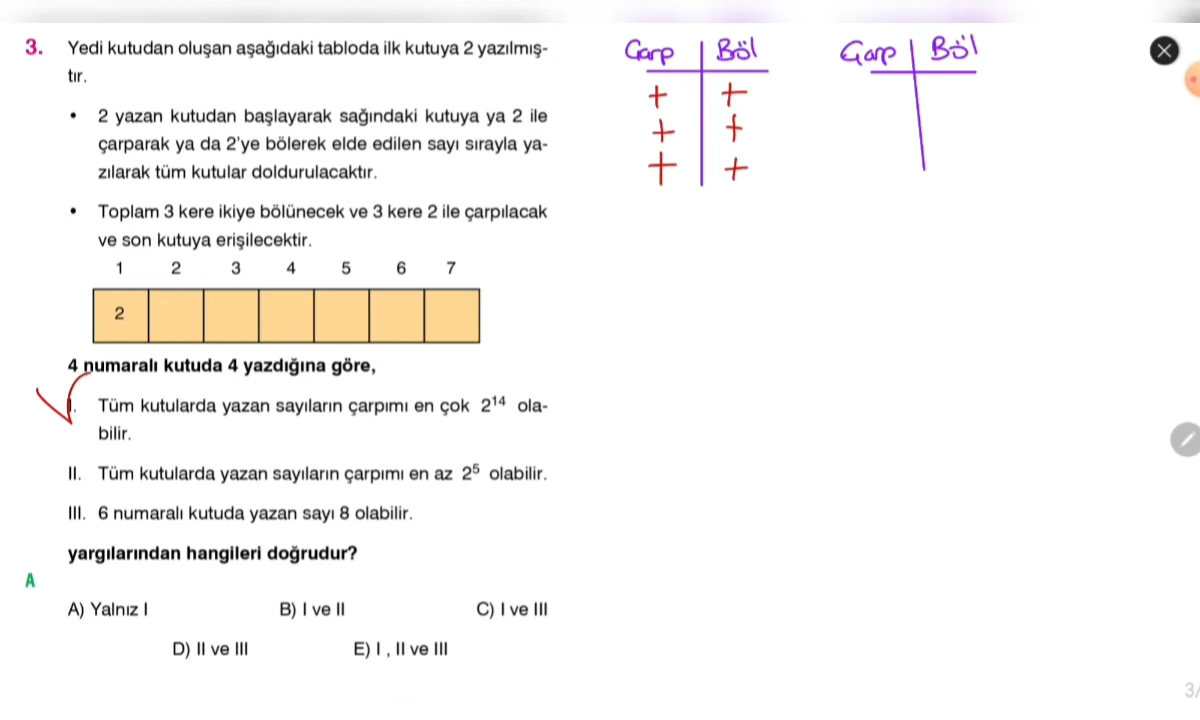 3. Yedi kutudan oluşan aşağıdaki tabloda ilk kutuya 2 yazılmış-
tır.
• 2 yazan kutudan başlayarak sağındaki kutuya ya 2 ile
çarparak ya da 2'ye bölerek elde edilen sayı sırayla ya-
zılarak tüm kutular doldurulacaktır.
• Toplam 3 kere ikiye bölünecek ve 3 kere 2 ile çarpılacak
ve son kutuya erişilecektir.
1 2 3 4 5 6 7
2
4 numaralı kutuda 4 yazdığına göre,
I. Tüm kutularda yazan sayıların çarpımı en çok 2¹⁴ ola-
bilir.
II. Tüm kutularda yazan sayıların çarpımı en az 2⁵ olabilir.
III. 6 numaralı kutuda yazan sayı 8 olabilir.
yargılarından hangileri doğrudur?
A
A) Yalnız I B) I ve II C) I ve III
D) II ve III E) I , II ve III
Çarp Böl
+ +
+ +
+ +
Çarp Böl
3/